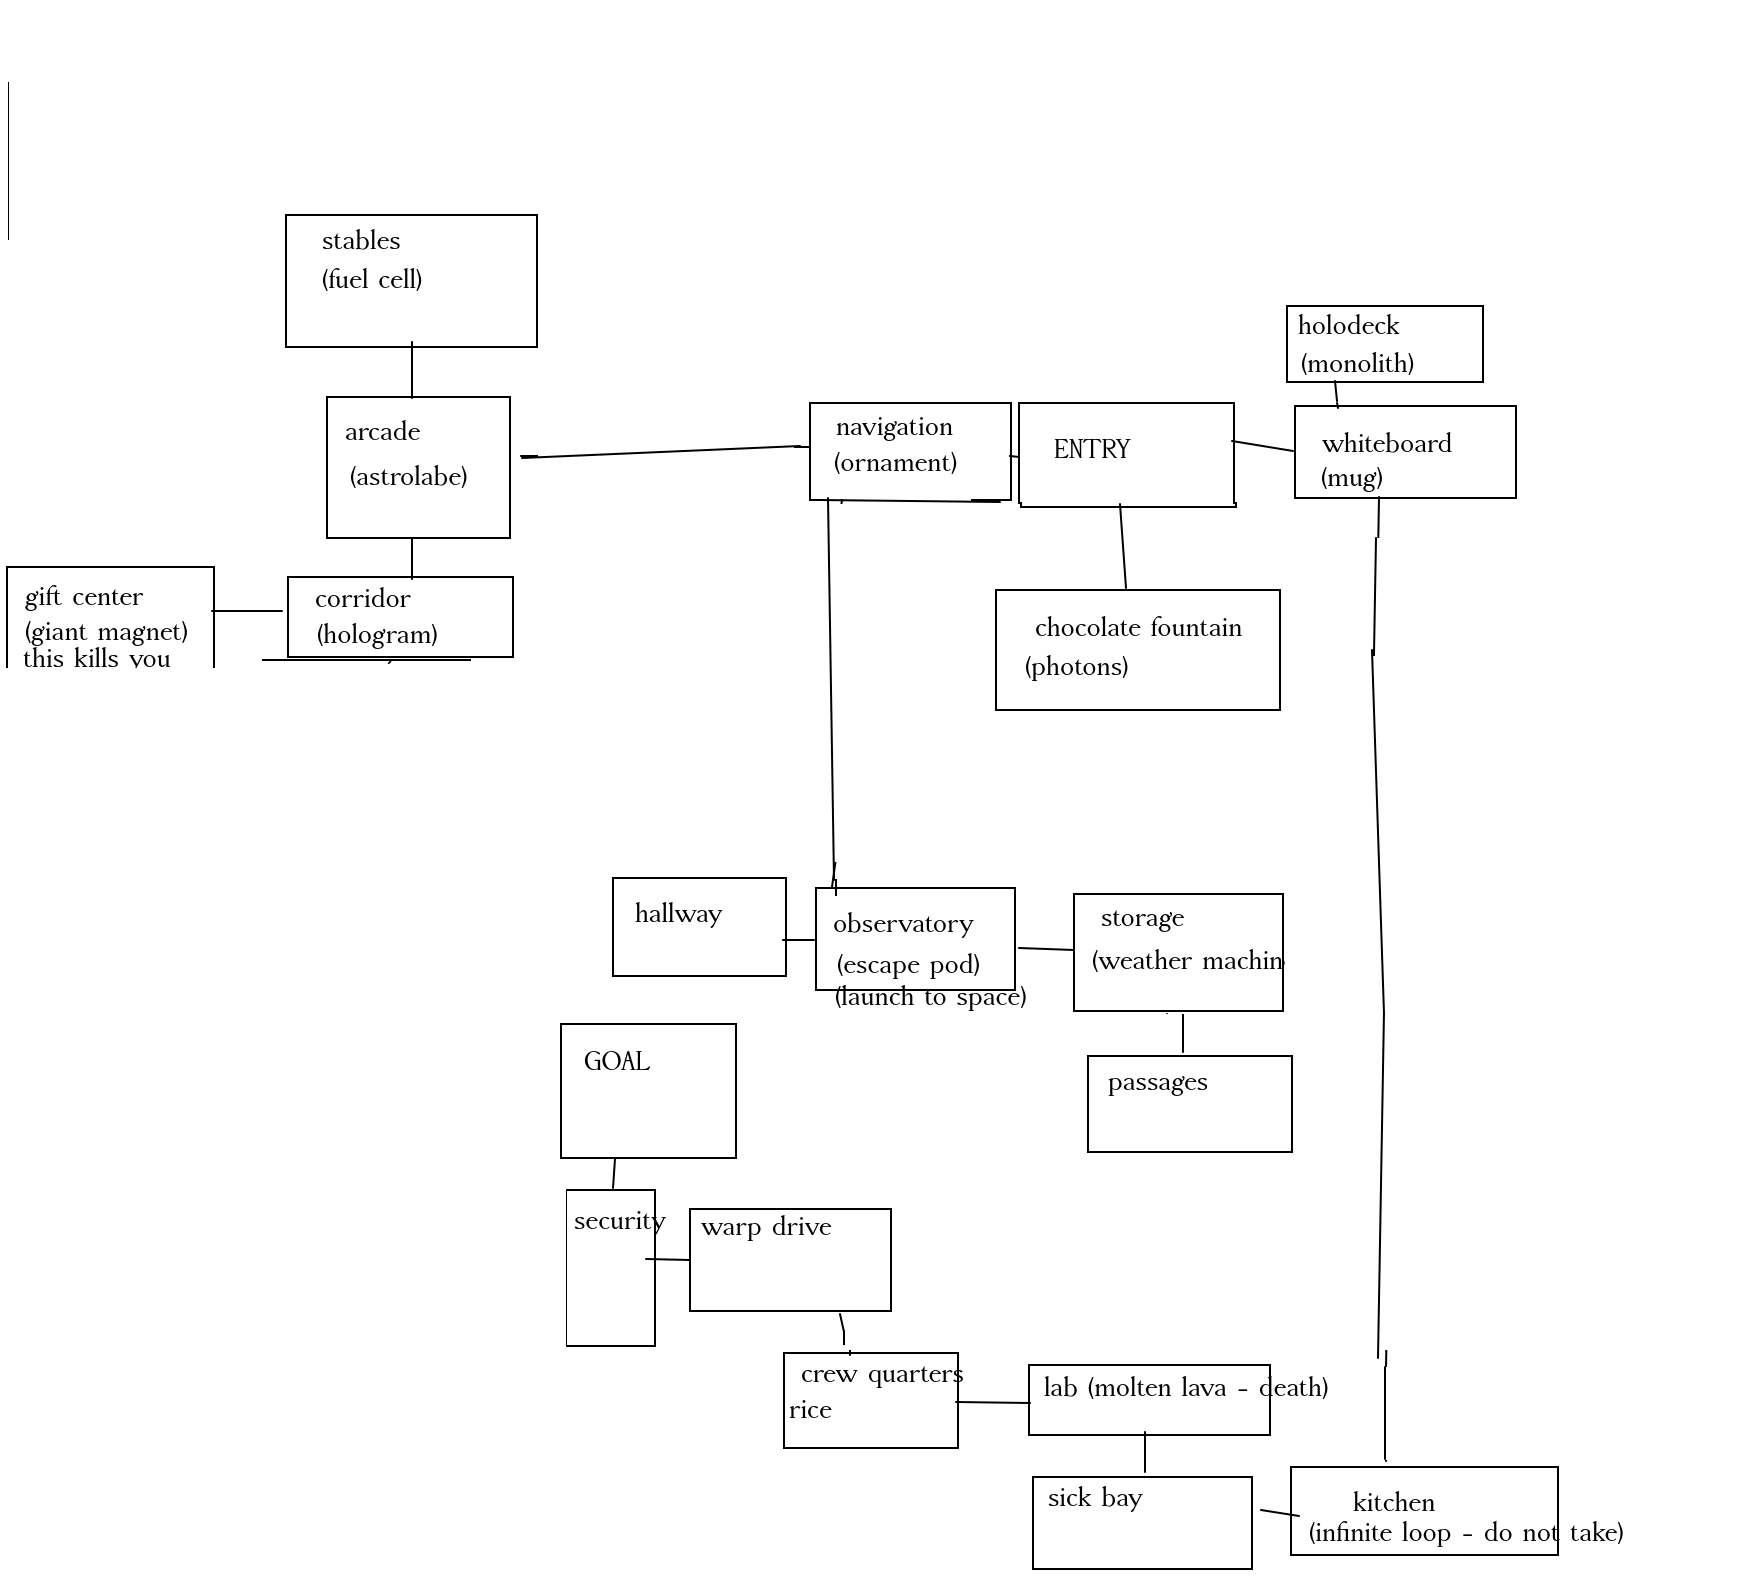 stables
(fuel cell)
holodeck
(monolith)
arcade
(astrolabe)
navigation
(ornament)
ENTRY
whiteboard
(mug)
gift center
(giant magnet)
this kills you
corridor
(hologram)
chocolate fountain
(photons)
hallway
observatory
(escape pod)
(launch to space)
storage
(weather machin
GOAL
passages
security
warp drive
crew quarters
rice
lab (molten lava - death)
sick bay
kitchen
(infinite loop - do not take)